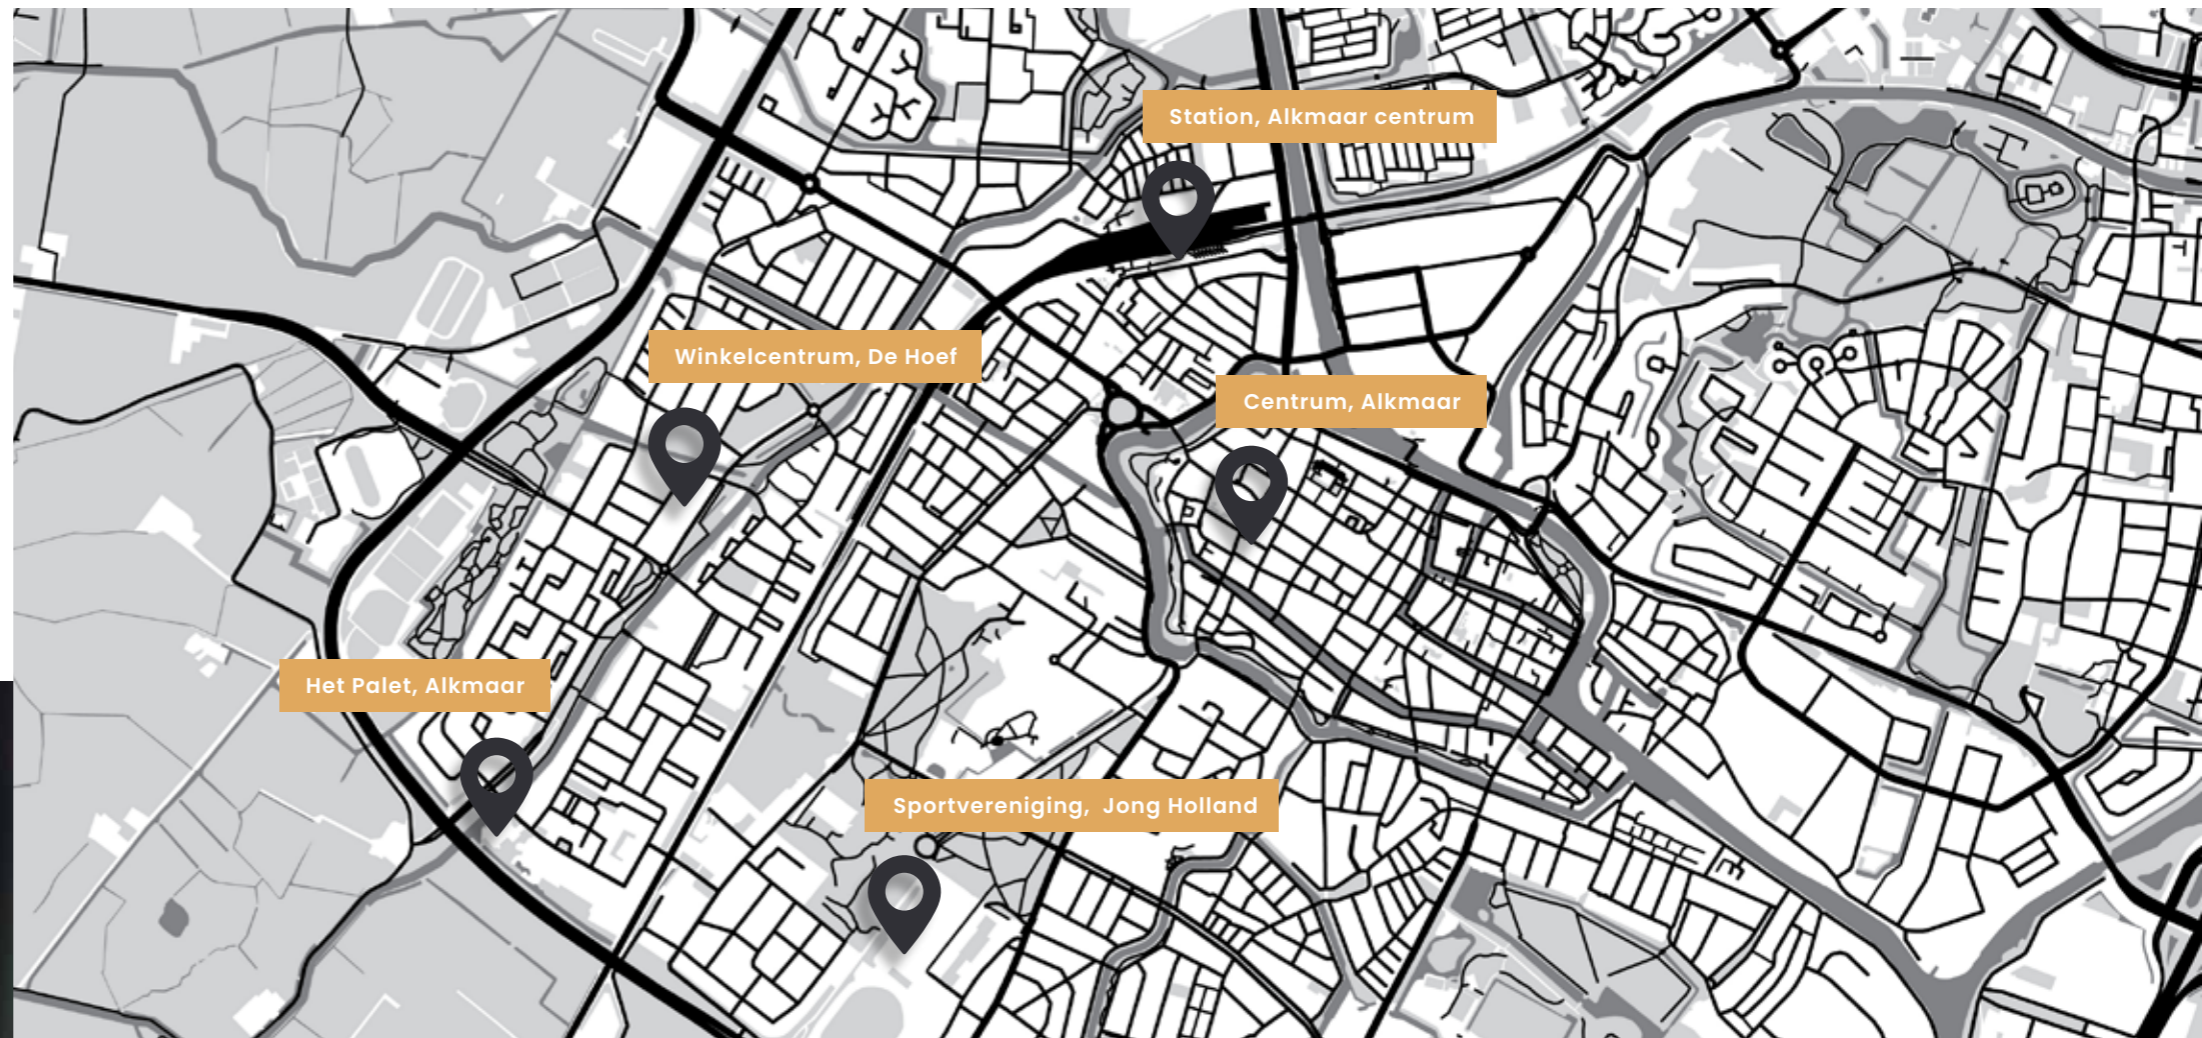 Station, Alkmaar centrum
Winkelcentrum, De Hoef
Centrum, Alkmaar
Het Palet, Alkmaar
Sportvereniging, Jong Holland